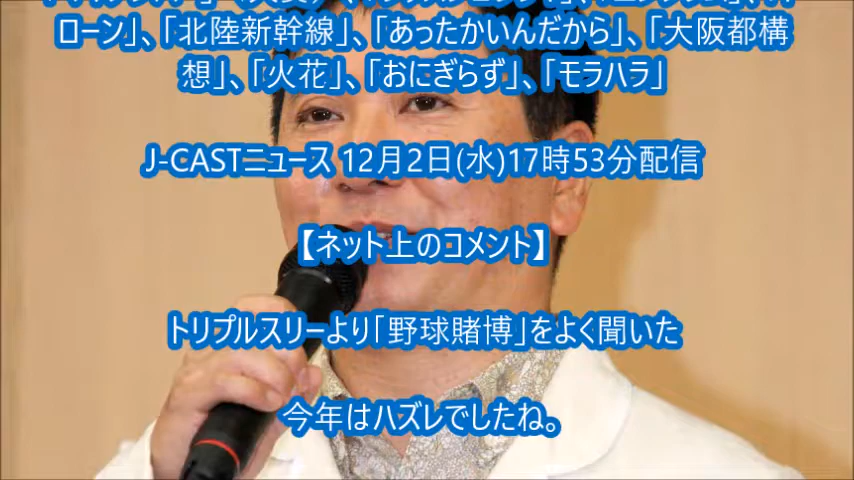 ローン」、「北陸新幹線」、「あったかいんだから」、「大阪都構
想」、「火花」、「おにぎらず」、「モラハラ」
J-CASTニュース 12月2日(水)17時53分配信
【ネット上のコメント】
トリプルスリーより「野球賭博」をよく聞いた
今年はハズレでしたね。